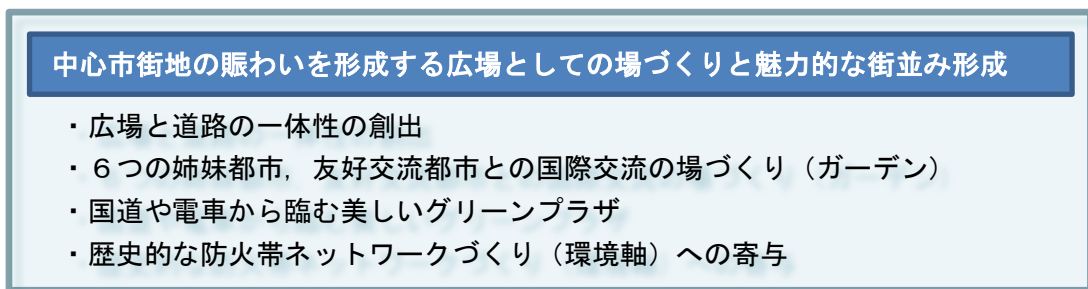 中心市街地の賑わいを形成する広場としての場づくりと魅力的な街並み形成
・広場と道路の一体性の創出
・６つの姉妹都市，友好交流都市との国際交流の場づくり（ガーデン）
・国道や電車から臨む美しいグリーンプラザ
・歴史的な防火帯ネットワークづくり（環境軸）への寄与